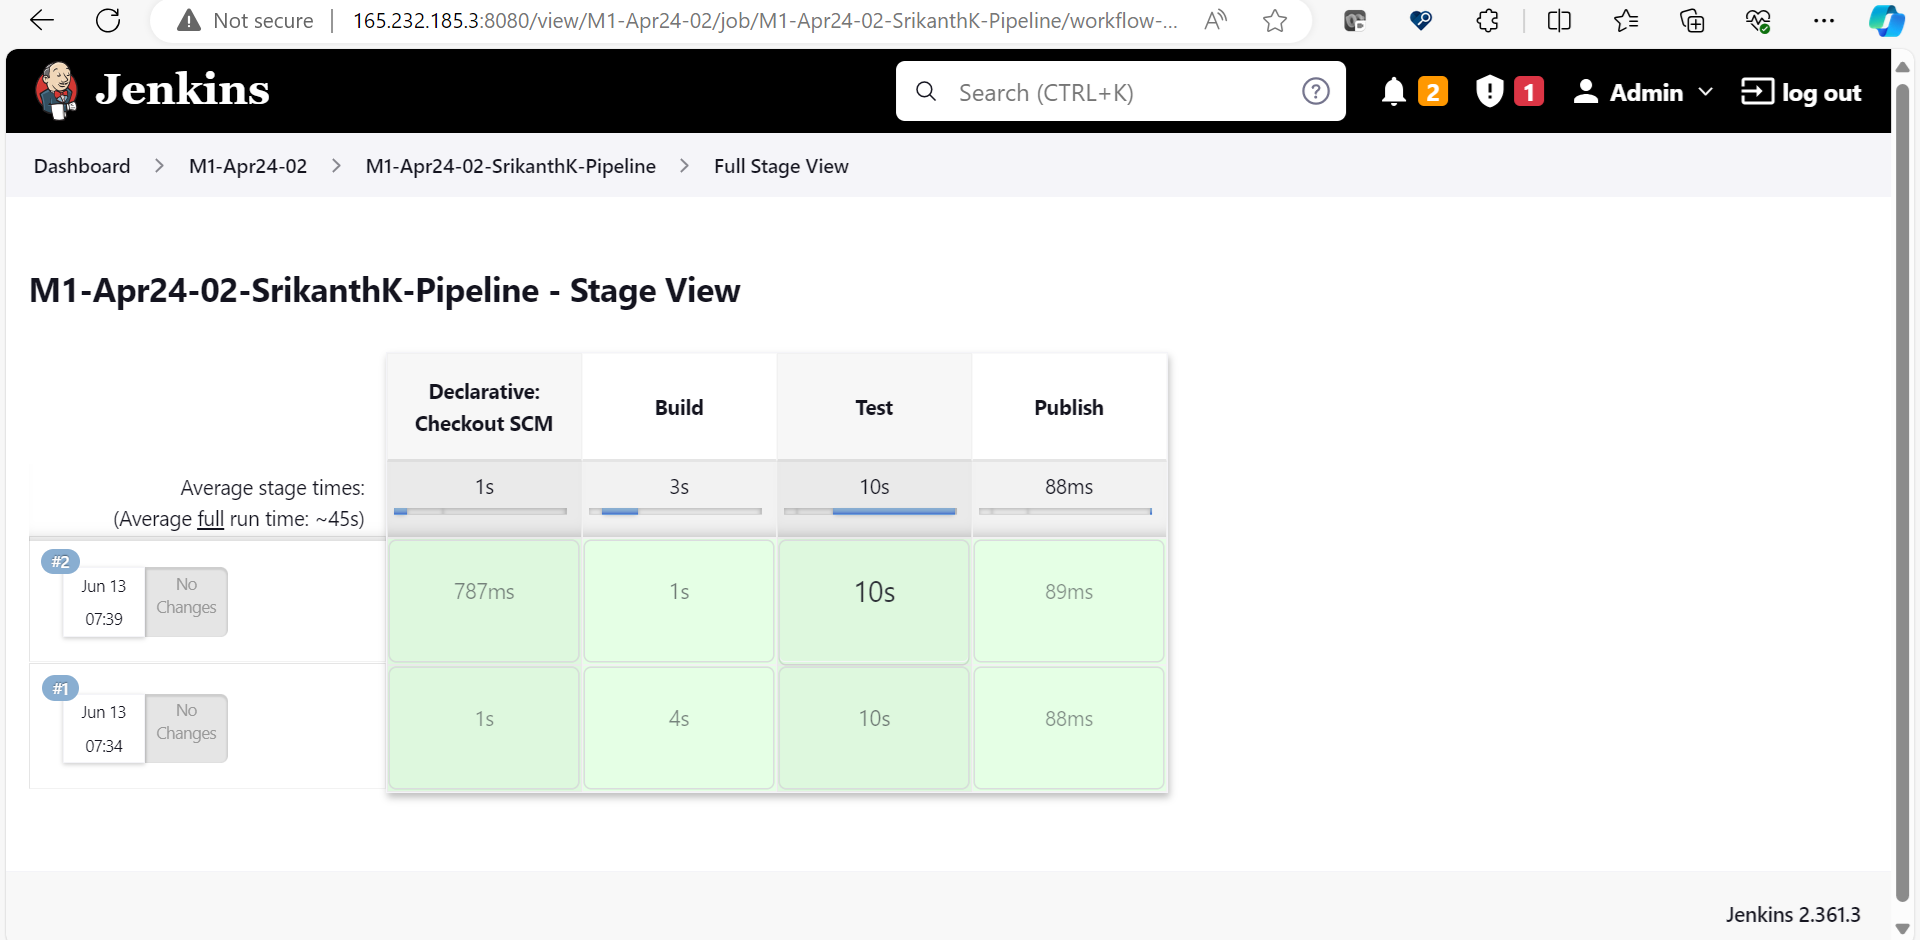 Not secure
165.232.185.3:8080/view/M1-Apr24-02/job/M1-Apr24-02-SrikanthK-Pipeline/workflow-...
Jenkins
Search (CTRL+K)
2
1
Admin
log out
Dashboard > M1-Apr24-02 > M1-Apr24-02-SrikanthK-Pipeline > Full Stage View
M1-Apr24-02-SrikanthK-Pipeline - Stage View
Declarative:
Checkout SCM
Build
Test
Publish
Average stage times:
(Average full run time: ~45s)
1s
3s
10s
88ms
#2
Jun 13
07:39
No
Changes
787ms
1s
10s
89ms
#1
Jun 13
07:34
No
Changes
1s
4s
10s
88ms
Jenkins 2.361.3